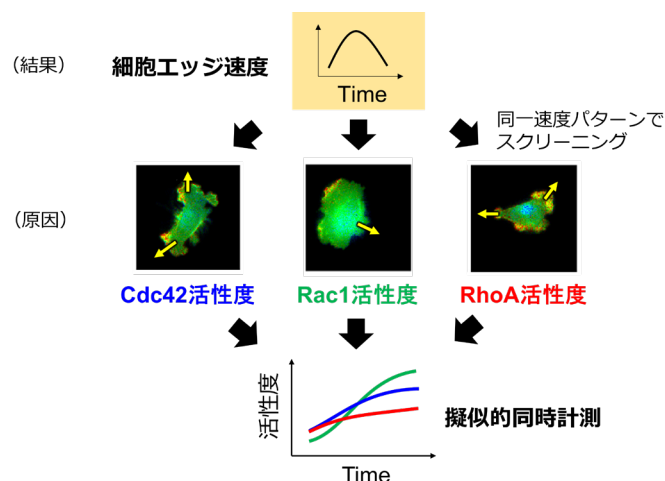 （結果）
細胞エッジ速度
Time
同一速度パターンで
スクリーニング
（原因）
Cdc42活性度
Rac1活性度
RhoA活性度
活性度
擬似的同時計測
Time